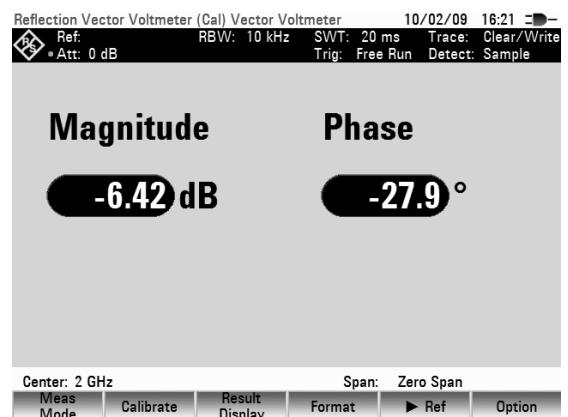 Reflection Vector Voltmeter (Cal) Vector Voltmeter 10/02/09 16:21
Ref: RBW: 10 kHz SWT: 20 ms Trace: Clear/Write
Att: 0 dB Trig: Free Run Detect: Sample
Magnitude Phase
-6.42 dB -27.9 °
Center: 2 GHz Span: Zero Span
Meas Mode Calibrate Result Display Format ► Ref Option